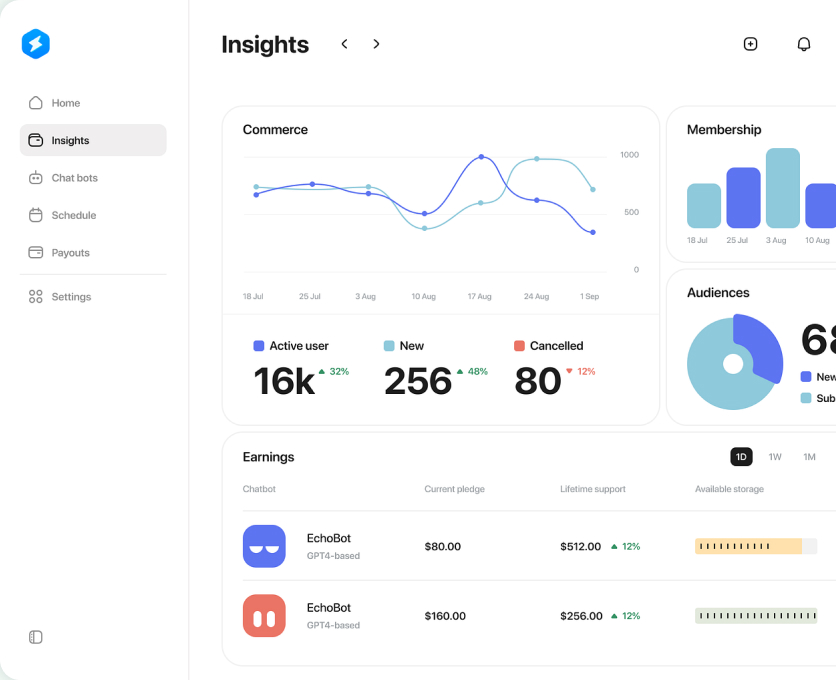 Insights
Home
Insights
Chat bots
Schedule
Payouts
Settings
Commerce
1000
500
0
18 Jul 25 Jul 3 Aug 10 Aug 17 Aug 24 Aug 1 Sep
Active user New Cancelled
16k 32% 256 48% 80 12%
Membership
18 Jul 25 Jul 3 Aug 10 Aug
Audiences
68
New
Sub
Earnings
1D 1W 1M
Chatbot Current pledge Lifetime support Available storage
EchoBot
GPT4-based
$80.00 $512.00 12%
EchoBot
GPT4-based
$160.00 $256.00 12%